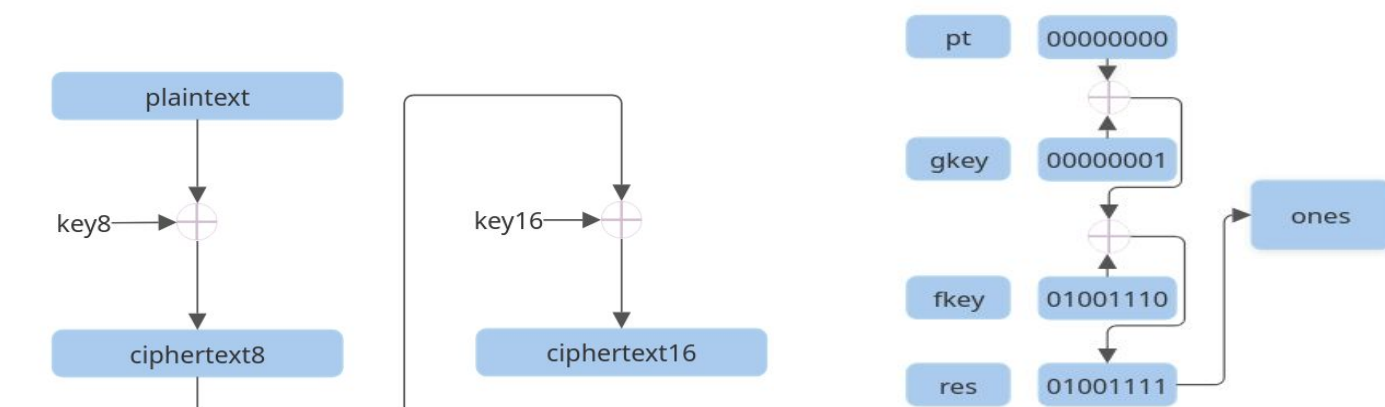 plaintext
key8
ciphertext8
key16
ciphertext16
pt 00000000
gkey 00000001
fkey 01001110
res 01001111
ones